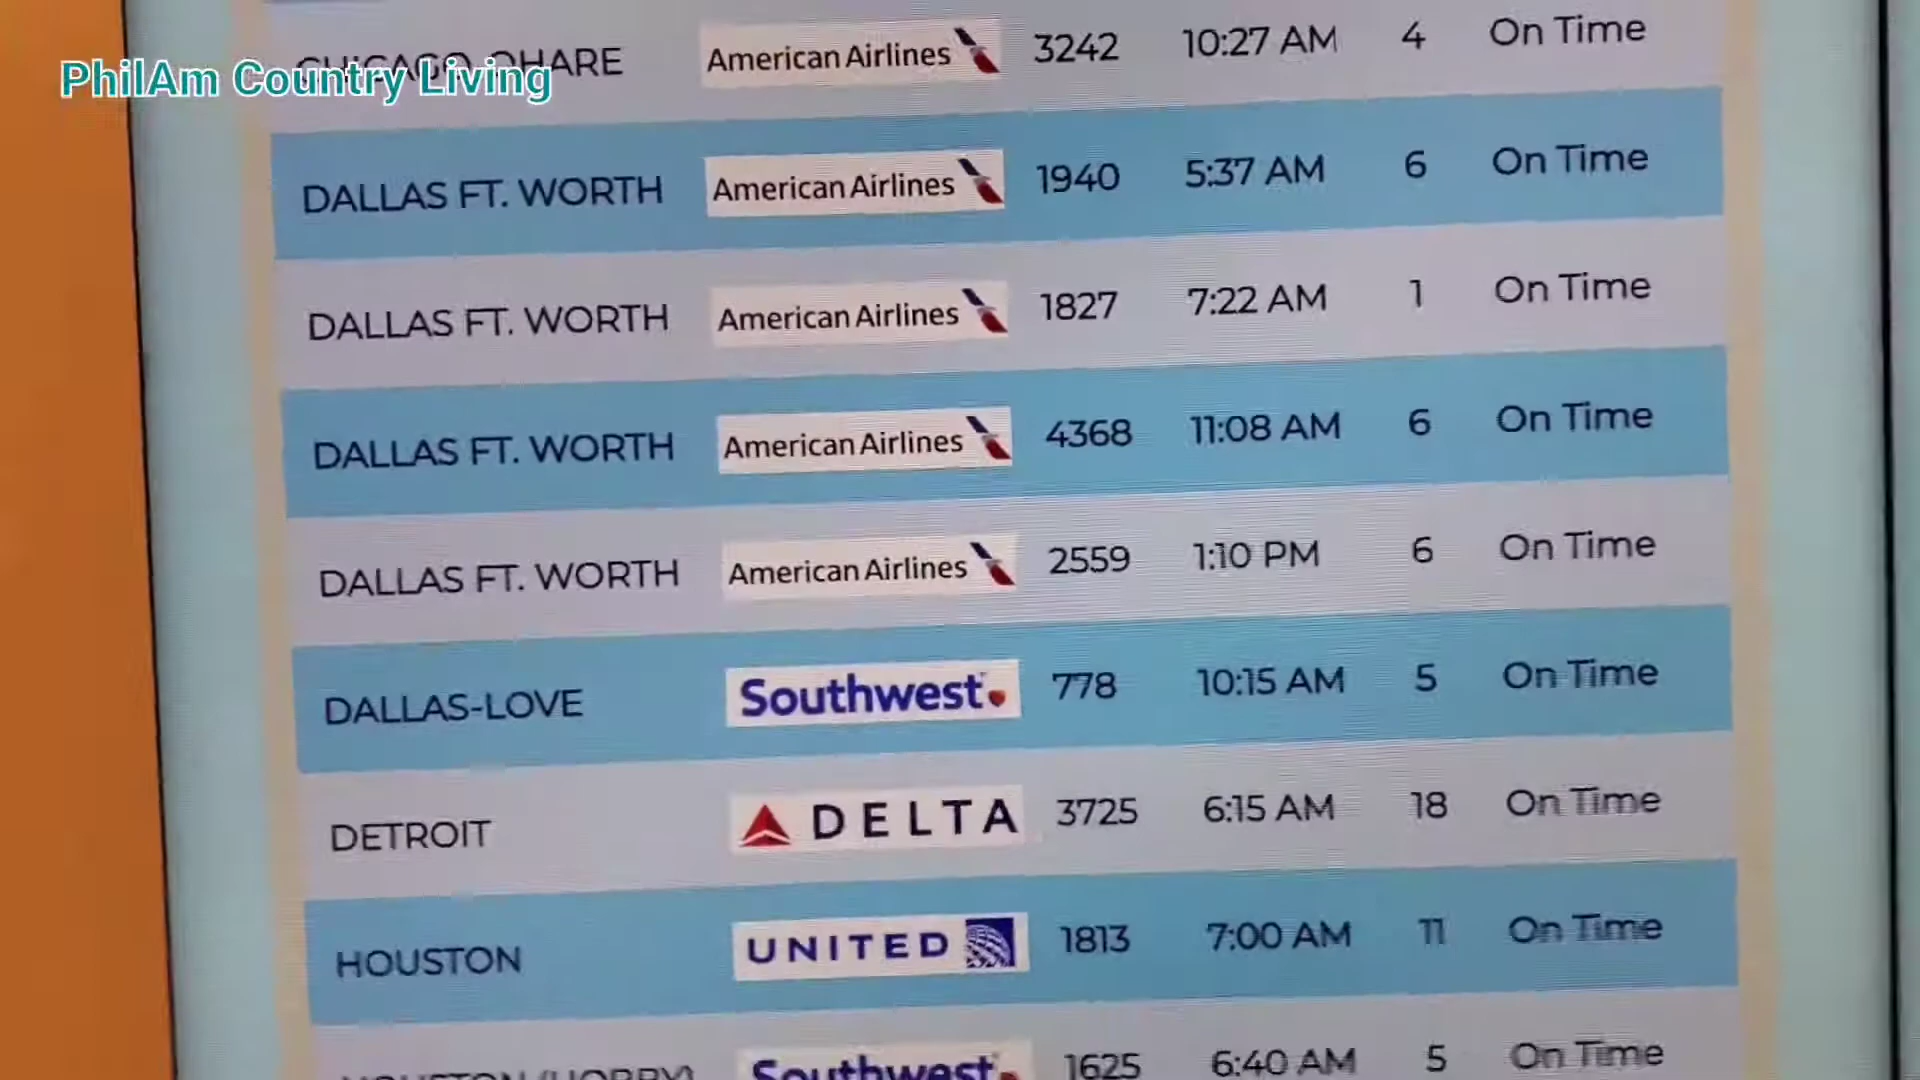 CHICAGO-OHARE American Airlines 3242 10:27 AM 4 On Time
PhilAm Country Living
DALLAS FT. WORTH American Airlines 1940 5:37 AM 6 On Time
DALLAS FT. WORTH American Airlines 1827 7:22 AM 1 On Time
DALLAS FT. WORTH American Airlines 4368 11:08 AM 6 On Time
DALLAS FT. WORTH American Airlines 2559 1:10 PM 6 On Time
DALLAS-LOVE Southwest 778 10:15 AM 5 On Time
DETROIT DELTA 3725 6:15 AM 18 On Time
HOUSTON UNITED 1813 7:00 AM 11 On Time
HOUSTON (HOBBY) Southwest 1625 6:40 AM 5 On Time